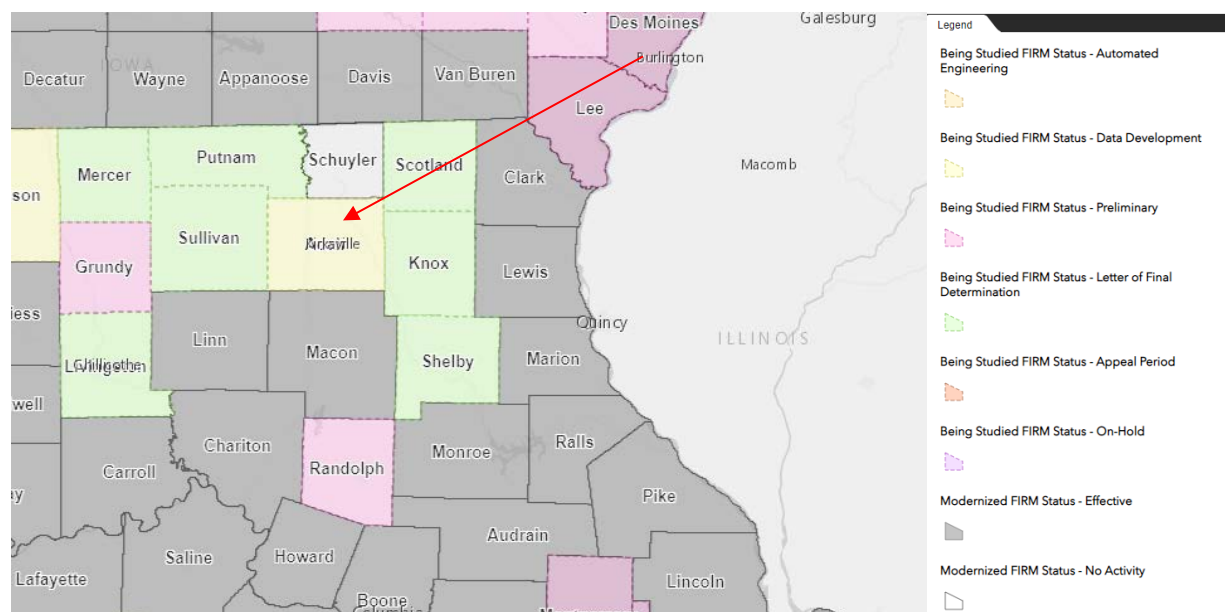 Galesburg
Des Moines
Burlington
IOWA
Decatur
Wayne
Appanoose
Davis
Van Buren
Lee
Macomb
Mercer
Putnam
Schuyler
Scotland
Clark
son
Sullivan
Knox
Grundy
Lewis
Quincy
ILLINOIS
iess
Linn
Macon
Shelby
Marion
Livingston
well
Chariton
Monroe
Ralls
Carroll
Randolph
Pike
Audrain
Saline
Howard
Lafayette
Boone
Lincoln
Legend
Being Studied FIRM Status - Automated
Engineering
Being Studied FIRM Status - Data Development
Being Studied FIRM Status - Preliminary
Being Studied FIRM Status - Letter of Final
Determination
Being Studied FIRM Status - Appeal Period
Being Studied FIRM Status - On-Hold
Modernized FIRM Status - Effective
Modernized FIRM Status - No Activity